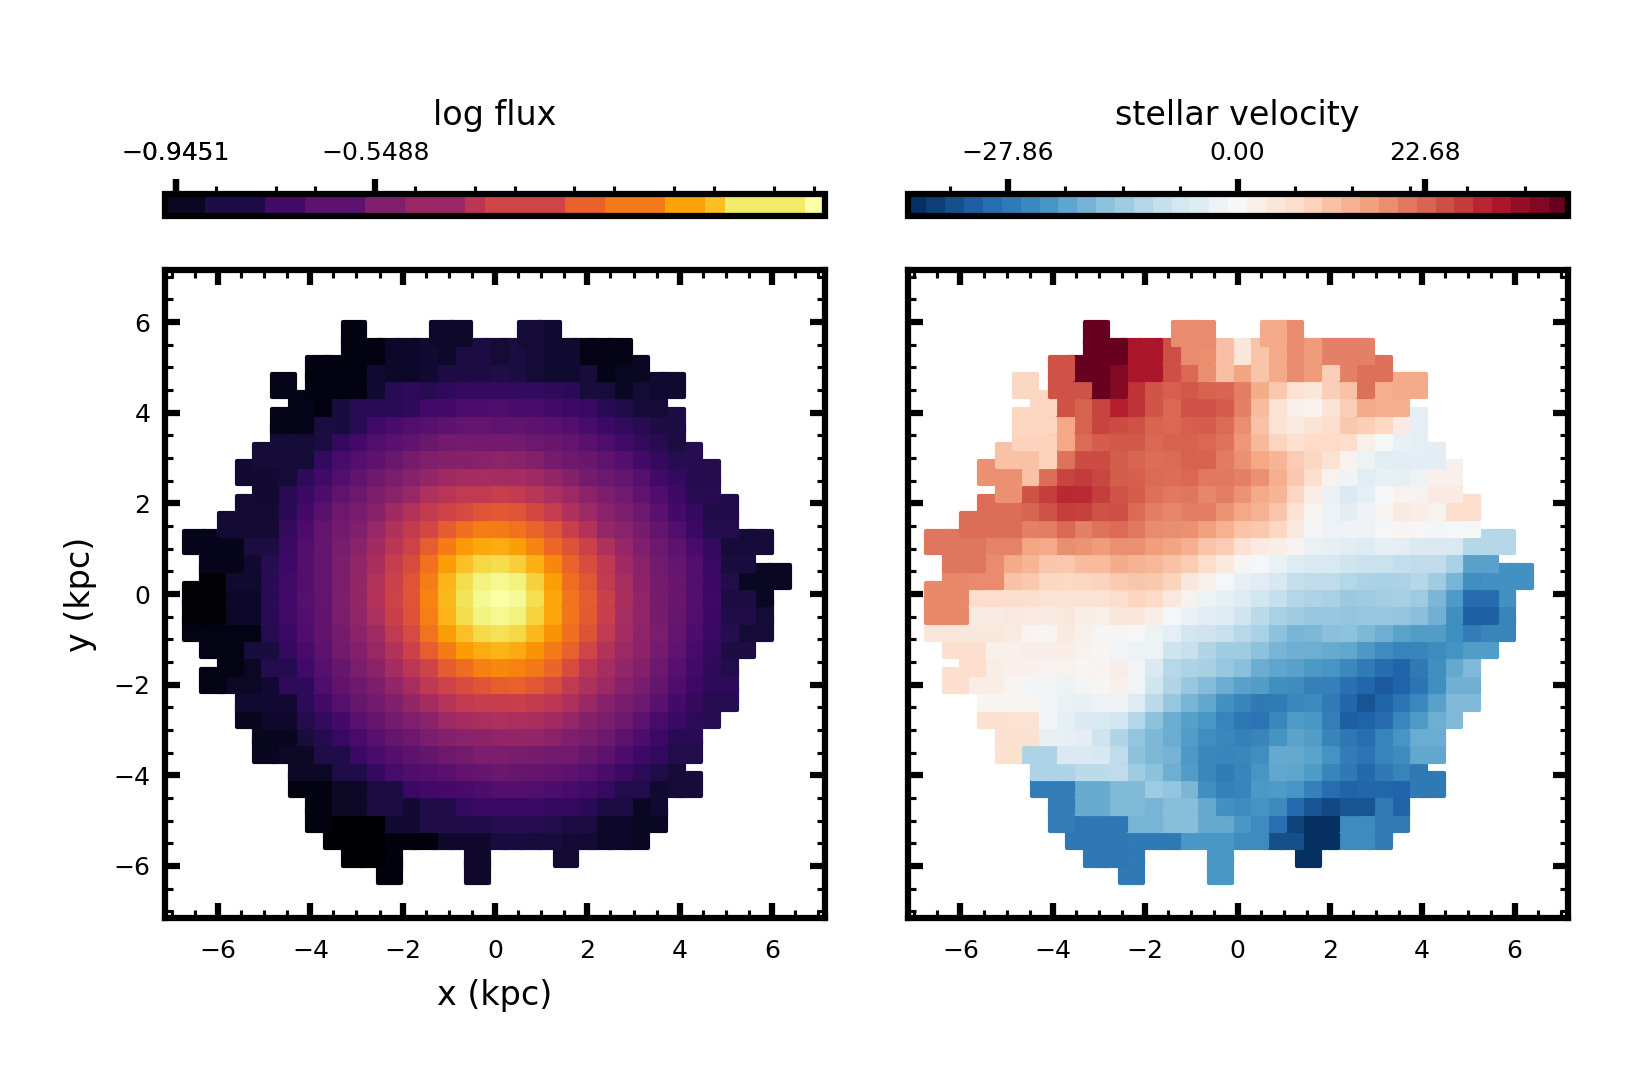 log flux
stellar velocity
−0.9451 −0.5488
−27.86 0.00 22.68
6
4
2
0
−2
−4
−6
y (kpc)
−6 −4 −2 0 2 4 6
−6 −4 −2 0 2 4 6
x (kpc)